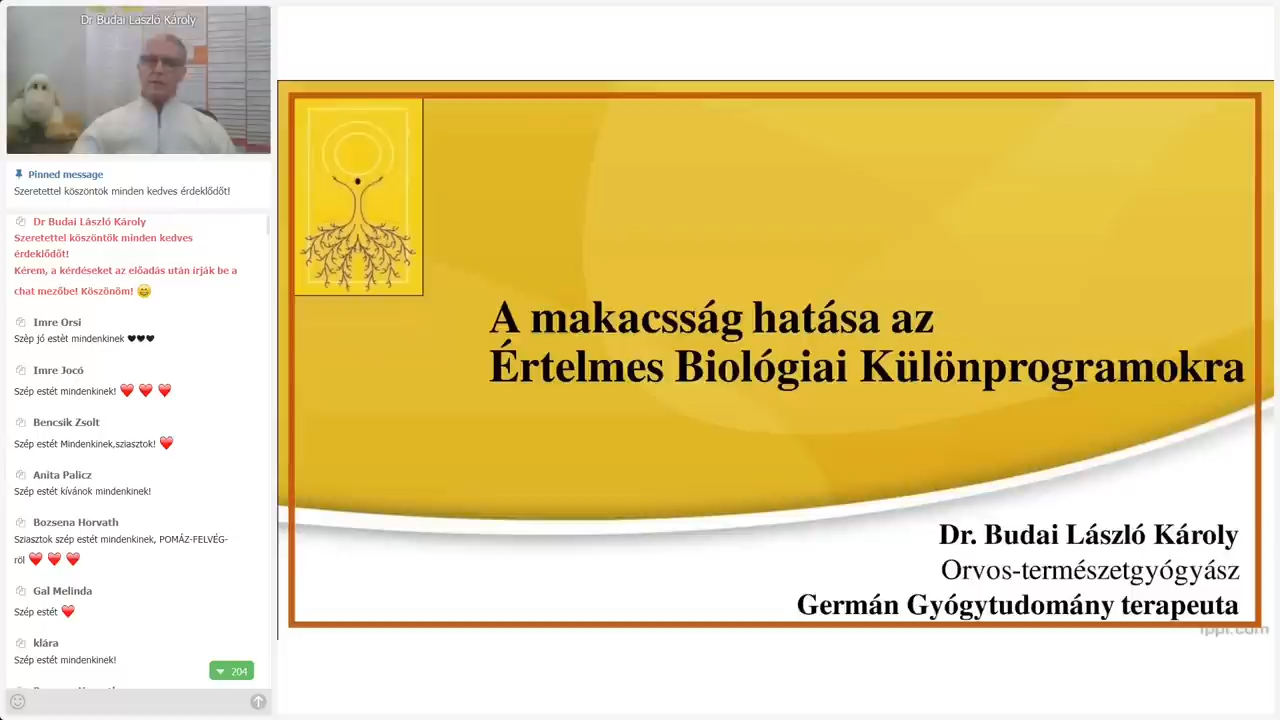 Dr Budai László Károly
Pinned message
Szeretettel köszöntok minden kedves érdeklődőt!
Dr Budai László Károly
Szeretettel köszöntők minden kedves
érdeklődőt!
Kérem, a kérdéseket az előadás után írják be a
chat mezőbe! Köszönöm! 😄
Imre Orsi
Szèp jó estèt mindenkinek ♥♥♥
Imre Jocó
Szép estét mindenkinek! ❤️ ❤️ ❤️
Bencsik Zsolt
Szép estét Mindenkinek,sziasztok! ❤️
Anita Palicz
Szép estét kívánok mindenkinek!
Bozsena Horvath
Sziasztok szép estét mindenkinek, POMÁZ-FELVÉG-
ről ❤️ ❤️ ❤️
Gal Melinda
Szép estét ❤️
klára
Szép estét mindenkinek!
204
A makacsság hatása az
Értelmes Biológiai Különprogramokra
Dr. Budai László Károly
Orvos-természetgyógyász
Germán Gyógytudomány terapeuta